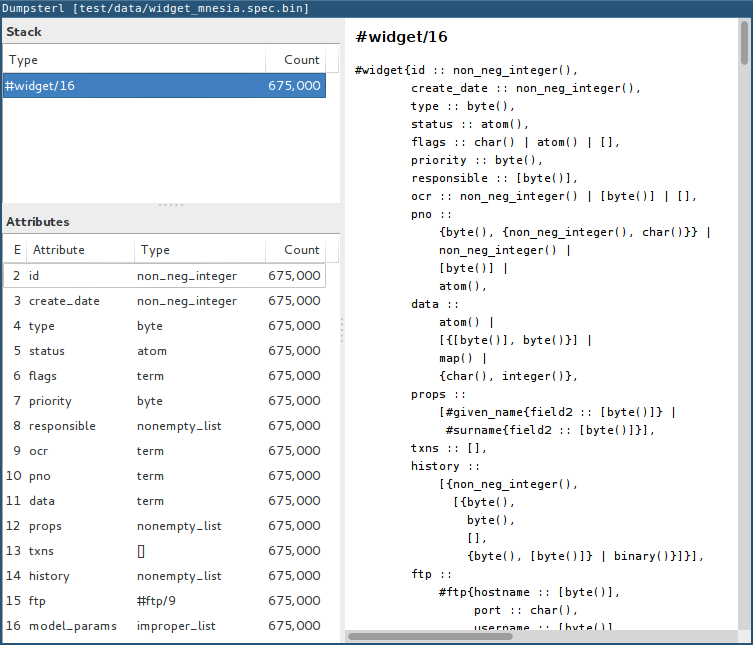 Dumpsterl [test/data/widget_mnesia.spec.bin]
Stack
Type Count
#widget/16 675,000
Attributes
E Attribute Type Count
2 id non_neg_integer 675,000
3 create_date non_neg_integer 675,000
4 type byte 675,000
5 status atom 675,000
6 flags term 675,000
7 priority byte 675,000
8 responsible nonempty_list 675,000
9 ocr term 675,000
10 pno term 675,000
11 data term 675,000
12 props nonempty_list 675,000
13 txns [] 675,000
14 history nonempty_list 675,000
15 ftp #ftp/9 675,000
16 model_params improper_list 675,000
#widget/16
#widget{id :: non_neg_integer(),
create_date :: non_neg_integer(),
type :: byte(),
status :: atom(),
flags :: char() | atom() | [],
priority :: byte(),
responsible :: [byte()],
ocr :: non_neg_integer() | [byte()] | [],
pno ::
{byte(), {non_neg_integer(), char()}} |
non_neg_integer() |
[byte()] |
atom(),
data ::
atom() |
[{[byte()], byte()}] |
map() |
{char(), integer()},
props ::
[#given_name{field2 :: [byte()]} |
#surname{field2 :: [byte()]}],
txns :: [],
history ::
[{non_neg_integer(),
[{byte(),
byte(),
[],
{byte(), [byte()]} | binary()}]}],
ftp ::
#ftp{hostname :: [byte()],
port :: char(),
username :: [byte()]